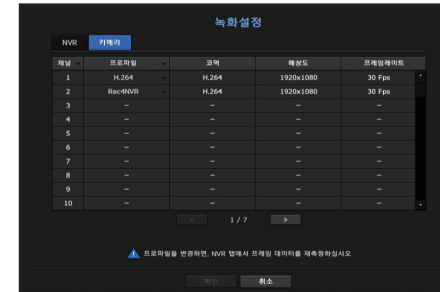 녹화설정
NVR 카메라
채널 프로파일 코덱 해상도 프레임레이트
1 H.264 H.264 1920x1080 30 Fps
2 Rec4NVR H.264 1920x1080 30 Fps
3 – – – –
4 – – – –
5 – – – –
6 – – – –
7 – – – –
8 – – – –
9 – – – –
10 – – – –
< 1 / 7 >
프로파일을 변경하면, NVR 탭에서 프레임 데이터를 재측정하십시오
확인 취소